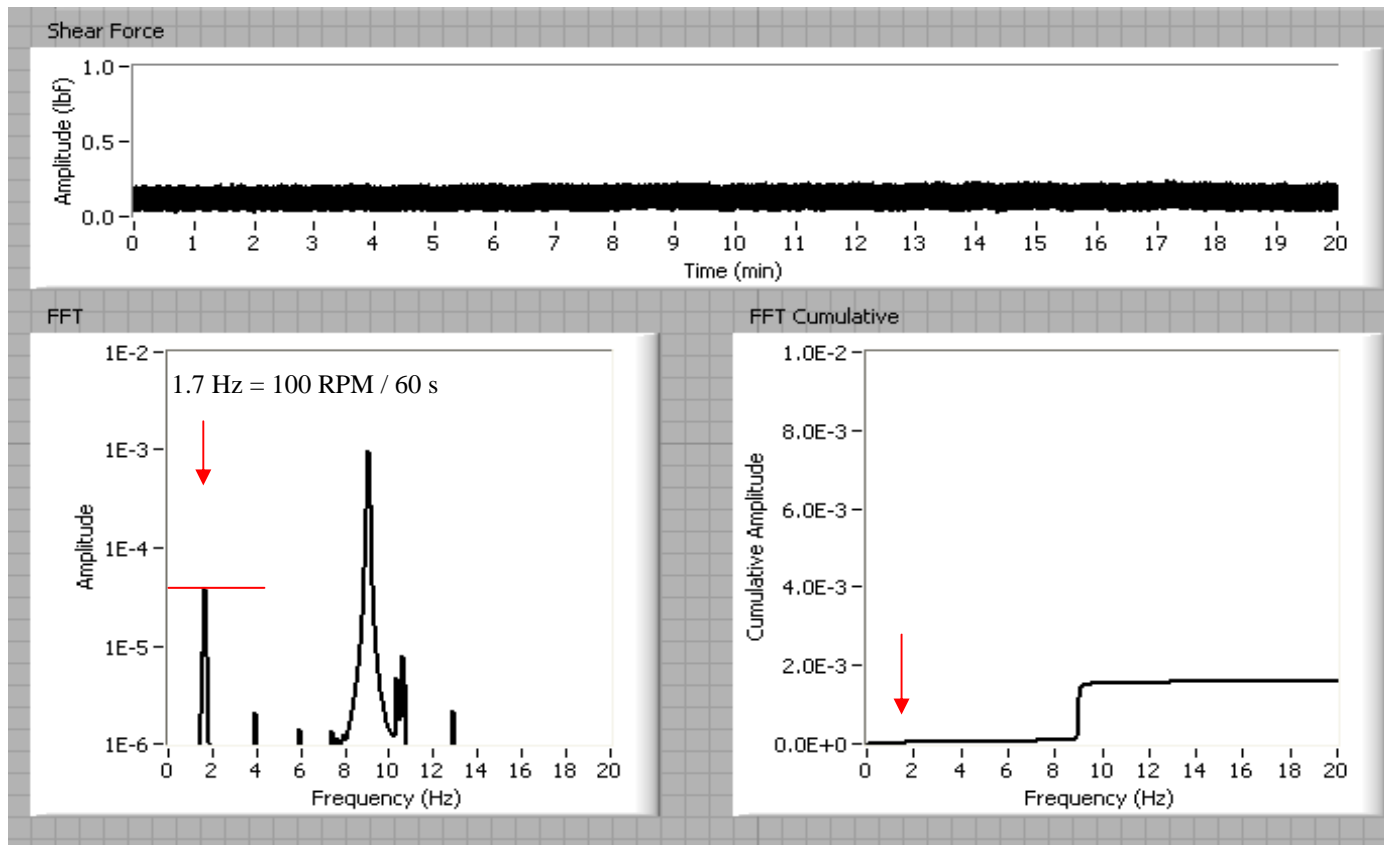 Shear Force
Amplitude (lbf)
1.0
0.5
0.0
0 1 2 3 4 5 6 7 8 9 10 11 12 13 14 15 16 17 18 19 20
Time (min)
FFT
1.7 Hz = 100 RPM / 60 s
Amplitude
1E-2
1E-3
1E-4
1E-5
1E-6
0 2 4 6 8 10 12 14 16 18 20
Frequency (Hz)
FFT Cumulative
Cumulative Amplitude
1.0E-2
8.0E-3
6.0E-3
4.0E-3
2.0E-3
0.0E+0
0 2 4 6 8 10 12 14 16 18 20
Frequency (Hz)